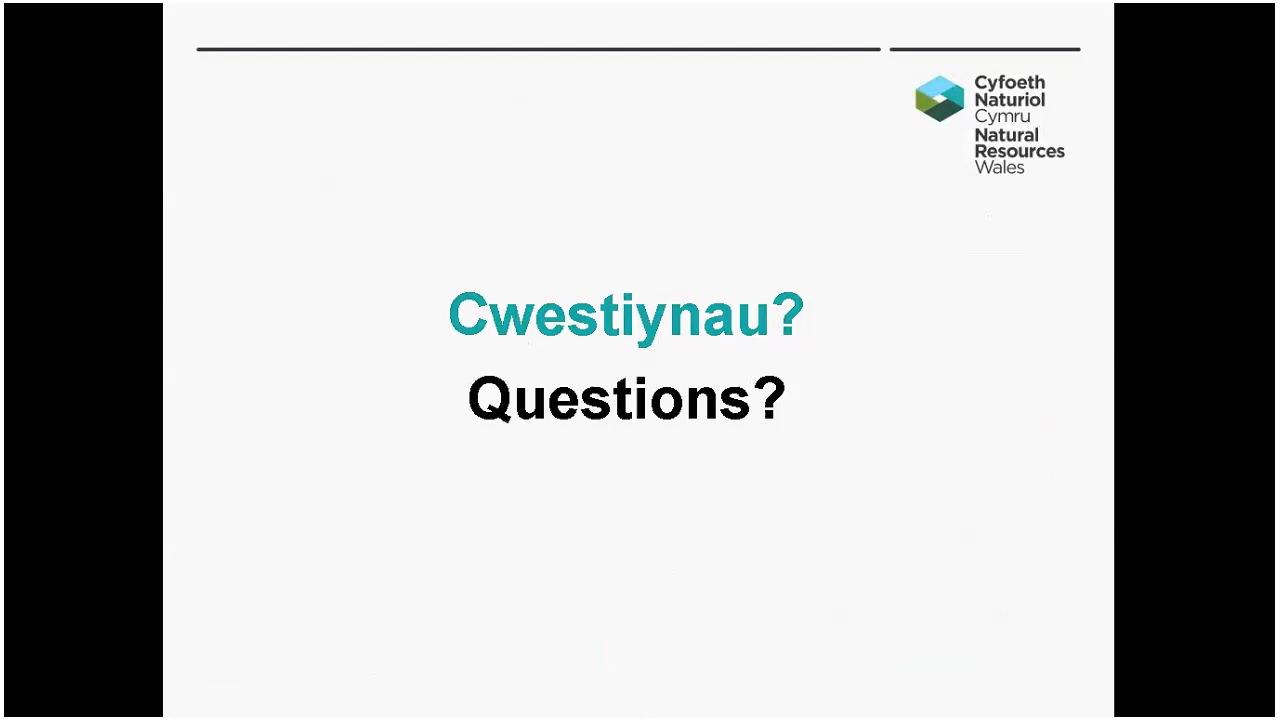 Cyfoeth
Naturiol
Cymru
Natural
Resources
Wales
Cwestiynau?
Questions?